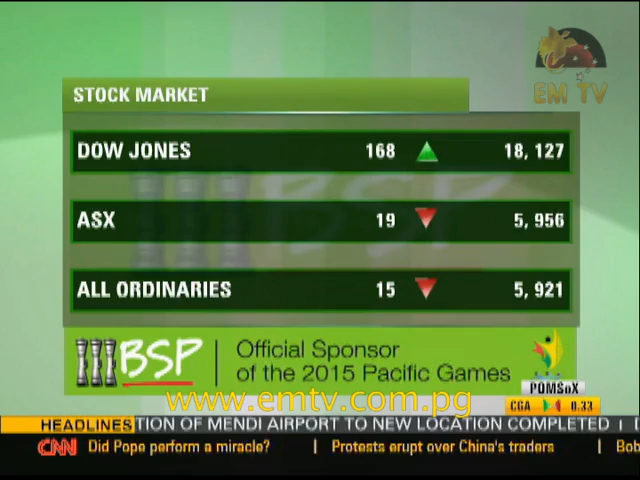 EM TV
STOCK MARKET
DOW JONES 168 18, 127
ASX 19 5, 956
ALL ORDINARIES 15 5, 921
BSP
BSP Official Sponsor
of the 2015 Pacific Games
POMSoX
www.emtv.com.pg
CGA 0.33
HEADLINES TION OF MENDI AIRPORT TO NEW LOCATION COMPLETED |
CNN Did Pope perform a miracle? | Protests erupt over China's traders | Bob